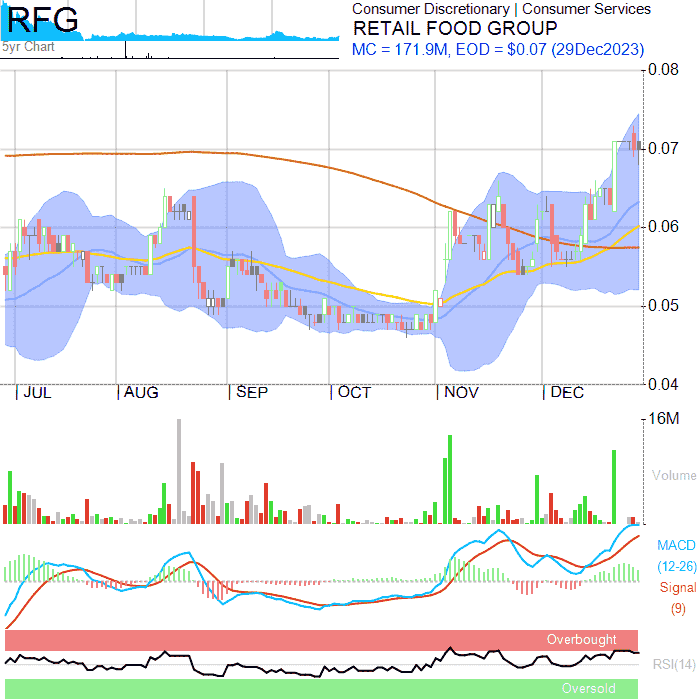 RFG
5yr Chart
Consumer Discretionary | Consumer Services
RETAIL FOOD GROUP
MC = 171.9M, EOD = $0.07 (29Dec2023)
0.08
0.07
0.06
0.05
0.04
JUL AUG SEP OCT NOV DEC
16M
Volume
MACD
(12-26)
Signal
(9)
Overbought
RSI(14)
Oversold